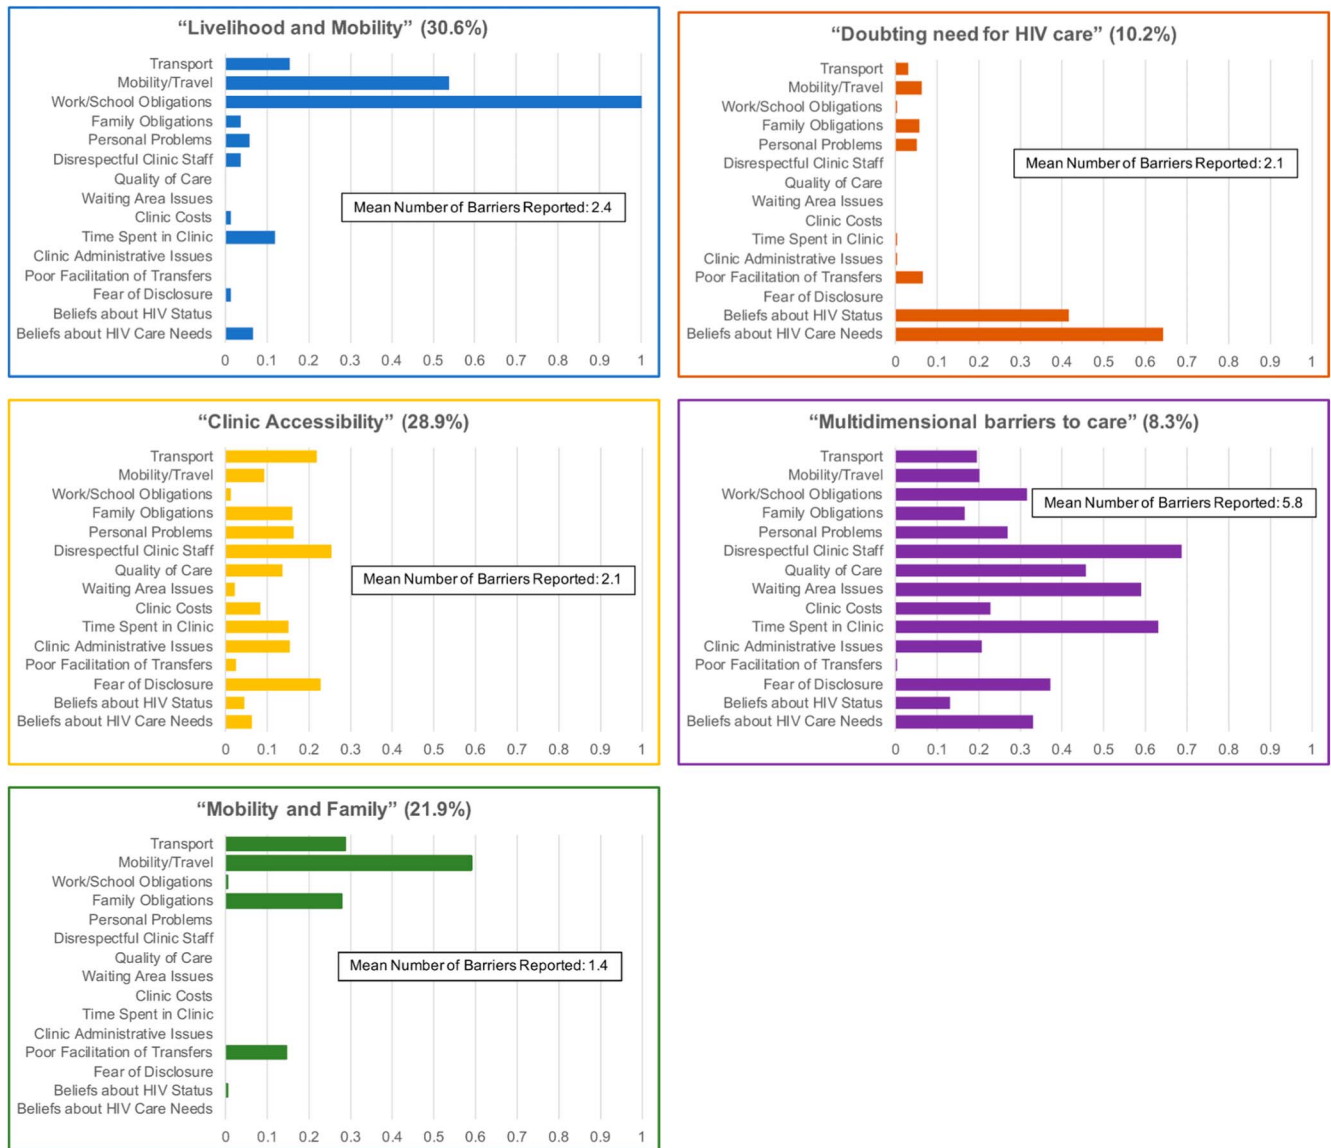 “Livelihood and Mobility” (30.6%)
Transport
Mobility/Travel
Work/School Obligations
Family Obligations
Personal Problems
Disrespectful Clinic Staff
Quality of Care
Waiting Area Issues
Clinic Costs
Time Spent in Clinic
Clinic Administrative Issues
Poor Facilitation of Transfers
Fear of Disclosure
Beliefs about HIV Status
Beliefs about HIV Care Needs
Mean Number of Barriers Reported: 2.4
0 0.1 0.2 0.3 0.4 0.5 0.6 0.7 0.8 0.9 1
“Doubting need for HIV care” (10.2%)
Transport
Mobility/Travel
Work/School Obligations
Family Obligations
Personal Problems
Disrespectful Clinic Staff
Quality of Care
Waiting Area Issues
Clinic Costs
Time Spent in Clinic
Clinic Administrative Issues
Poor Facilitation of Transfers
Fear of Disclosure
Beliefs about HIV Status
Beliefs about HIV Care Needs
Mean Number of Barriers Reported: 2.1
0 0.1 0.2 0.3 0.4 0.5 0.6 0.7 0.8 0.9 1
“Clinic Accessibility” (28.9%)
Transport
Mobility/Travel
Work/School Obligations
Family Obligations
Personal Problems
Disrespectful Clinic Staff
Quality of Care
Waiting Area Issues
Clinic Costs
Time Spent in Clinic
Clinic Administrative Issues
Poor Facilitation of Transfers
Fear of Disclosure
Beliefs about HIV Status
Beliefs about HIV Care Needs
Mean Number of Barriers Reported: 2.1
0 0.1 0.2 0.3 0.4 0.5 0.6 0.7 0.8 0.9 1
“Multidimensional barriers to care” (8.3%)
Transport
Mobility/Travel
Work/School Obligations
Family Obligations
Personal Problems
Disrespectful Clinic Staff
Quality of Care
Waiting Area Issues
Clinic Costs
Time Spent in Clinic
Clinic Administrative Issues
Poor Facilitation of Transfers
Fear of Disclosure
Beliefs about HIV Status
Beliefs about HIV Care Needs
Mean Number of Barriers Reported: 5.8
0 0.1 0.2 0.3 0.4 0.5 0.6 0.7 0.8 0.9 1
“Mobility and Family” (21.9%)
Transport
Mobility/Travel
Work/School Obligations
Family Obligations
Personal Problems
Disrespectful Clinic Staff
Quality of Care
Waiting Area Issues
Clinic Costs
Time Spent in Clinic
Clinic Administrative Issues
Poor Facilitation of Transfers
Fear of Disclosure
Beliefs about HIV Status
Beliefs about HIV Care Needs
Mean Number of Barriers Reported: 1.4
0 0.1 0.2 0.3 0.4 0.5 0.6 0.7 0.8 0.9 1